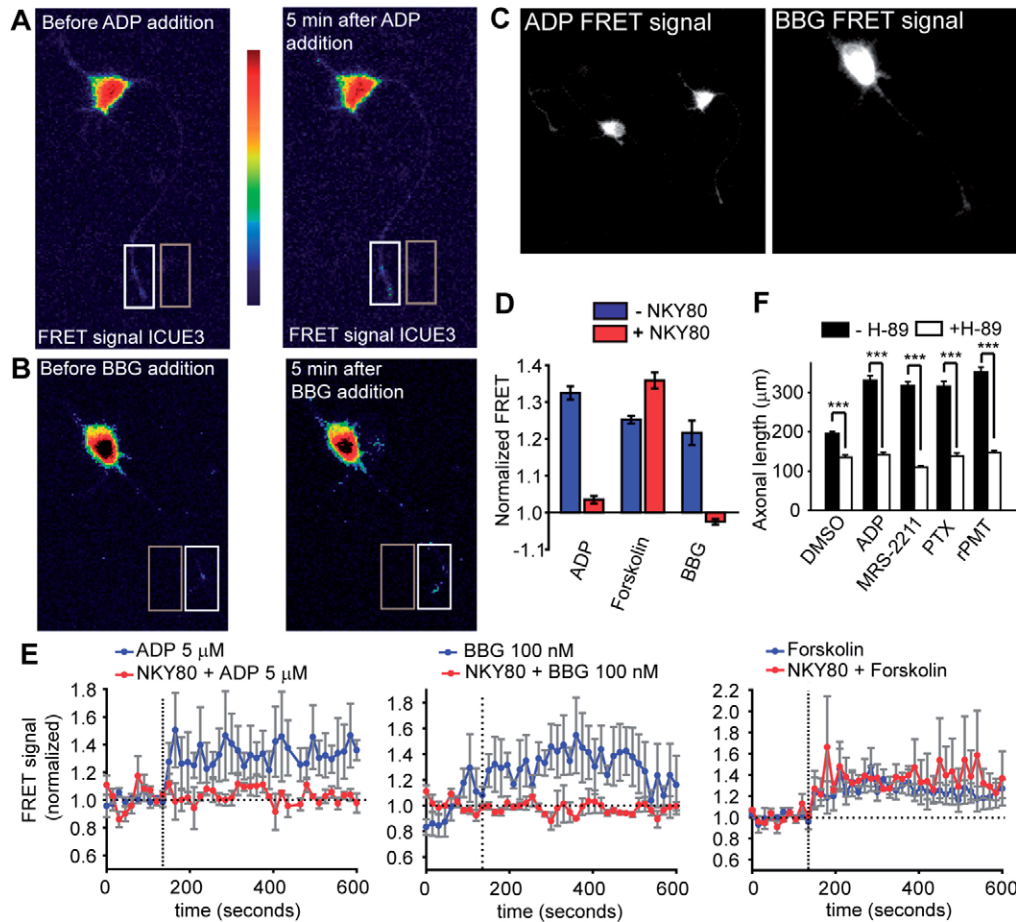 A
Before ADP addition
5 min after ADP
addition
FRET signal ICUE3
FRET signal ICUE3
B
Before BBG addition
5 min after
BBG addition
C
ADP FRET signal
BBG FRET signal
D
- NKY80
+ NKY80
Normalized FRET
1.4
1.3
1.2
1.1
1.0
-1.1
ADP
Forskolin
BBG
F
- H-89
+H-89
Axonal length (μm)
300
200
100
0
***
***
***
***
***
DMSO
ADP
MRS-2211
PTX
rPMT
E
ADP 5 μM
NKY80 + ADP 5 μM
FRET signal
(normalized)
1.8
1.6
1.4
1.2
1.0
0.8
0.6
0
200
400
600
time (seconds)
BBG 100 nM
NKY80 + BBG 100 nM
1.8
1.6
1.4
1.2
1.0
0.8
0.6
0
200
400
600
time (seconds)
Forskolin
NKY80 + Forskolin
2.2
2.0
1.8
1.6
1.4
1.2
1.0
0.8
0.6
0
200
400
600
time (seconds)